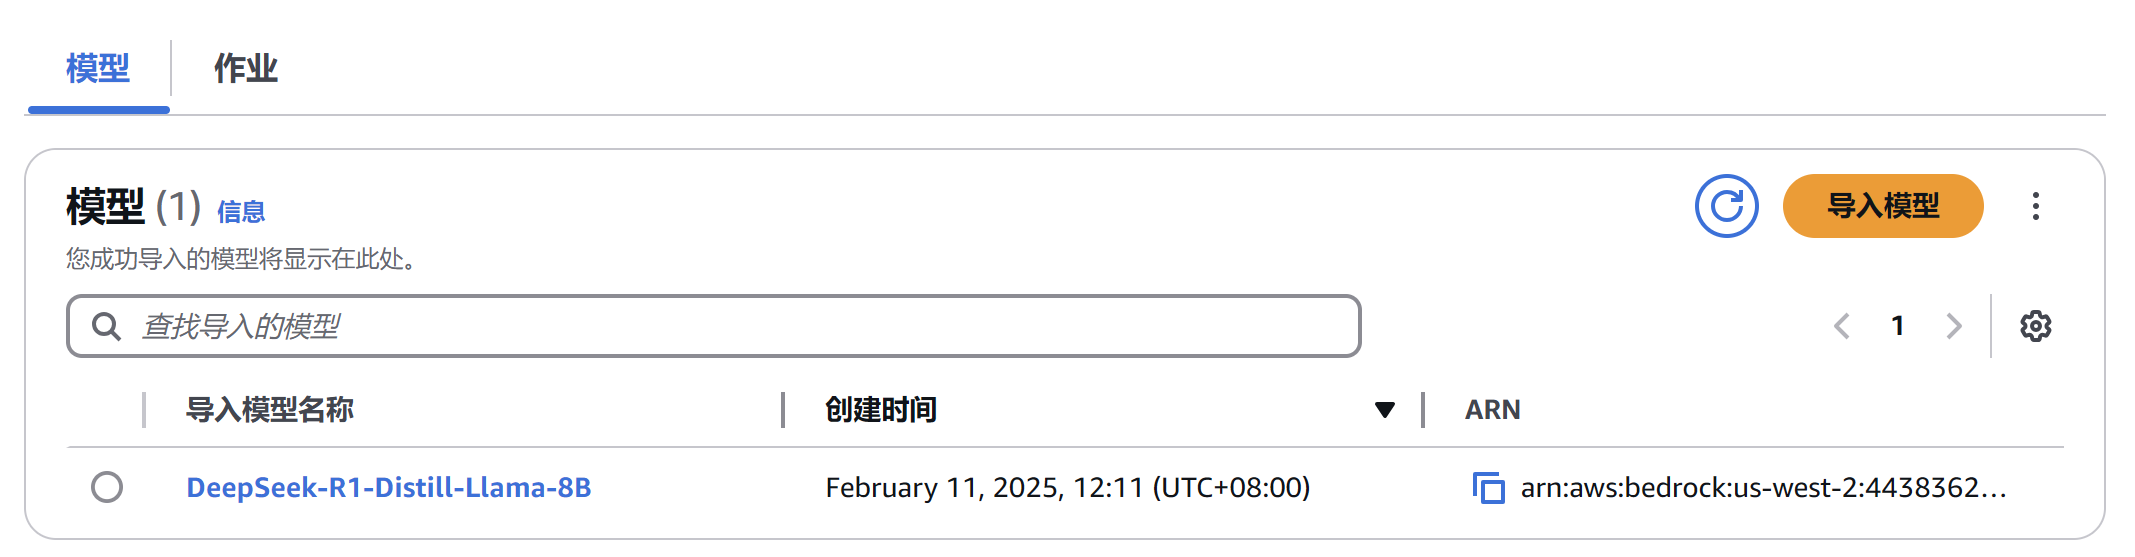 模型 作业
模型 (1) 信息
导入模型
您成功导入的模型将显示在此处。
查找导入的模型
1
导入模型名称 创建时间 ARN
DeepSeek-R1-Distill-Llama-8B February 11, 2025, 12:11 (UTC+08:00) arn:aws:bedrock:us-west-2:4438362...